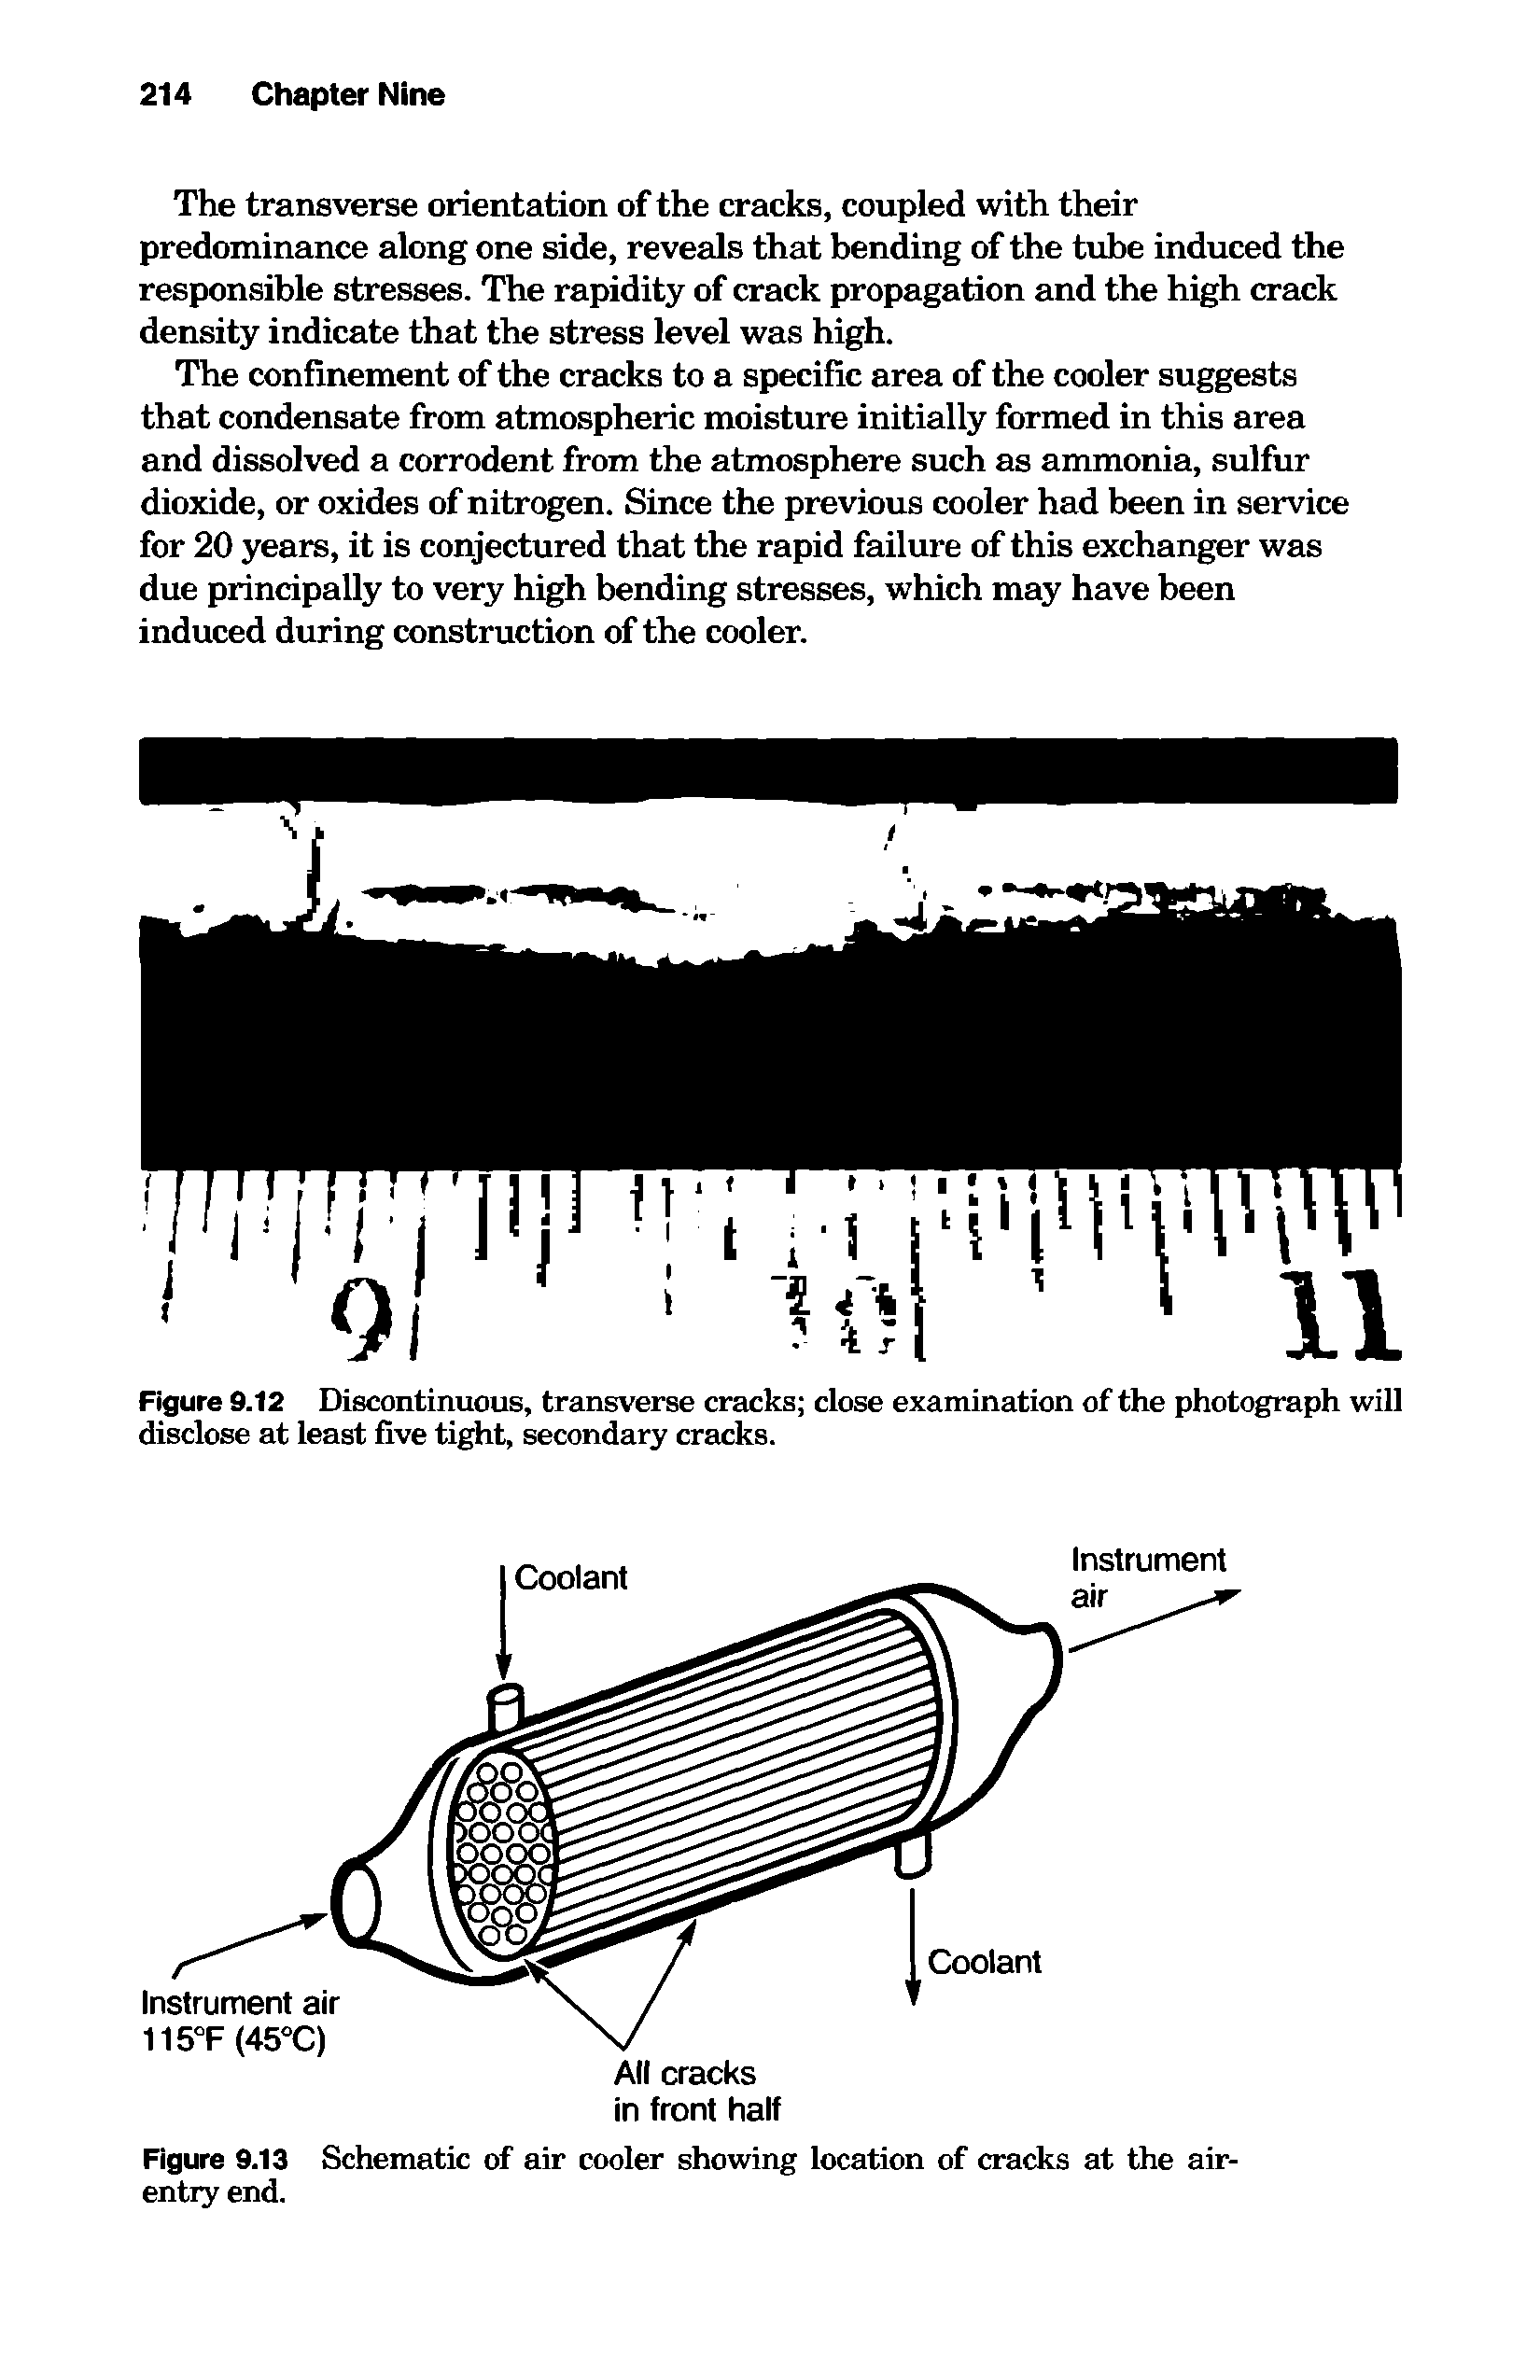 214 Chapter Nine
The transverse orientation of the cracks, coupled with their
predominance along one side, reveals that bending of the tube induced the
responsible stresses. The rapidity of crack propagation and the high crack
density indicate that the stress level was high.
The confinement of the cracks to a specific area of the cooler suggests
that condensate from atmospheric moisture initially formed in this area
and dissolved a corrodent from the atmosphere such as ammonia, sulfur
dioxide, or oxides of nitrogen. Since the previous cooler had been in service
for 20 years, it is conjectured that the rapid failure of this exchanger was
due principally to very high bending stresses, which may have been
induced during construction of the cooler.
9 10 11
Figure 9.12 Discontinuous, transverse cracks; close examination of the photograph will
disclose at least five tight, secondary cracks.
Coolant
Instrument
air
Coolant
Instrument air
115°F (45°C)
All cracks
in front half
Figure 9.13 Schematic of air cooler showing location of cracks at the air-
entry end.